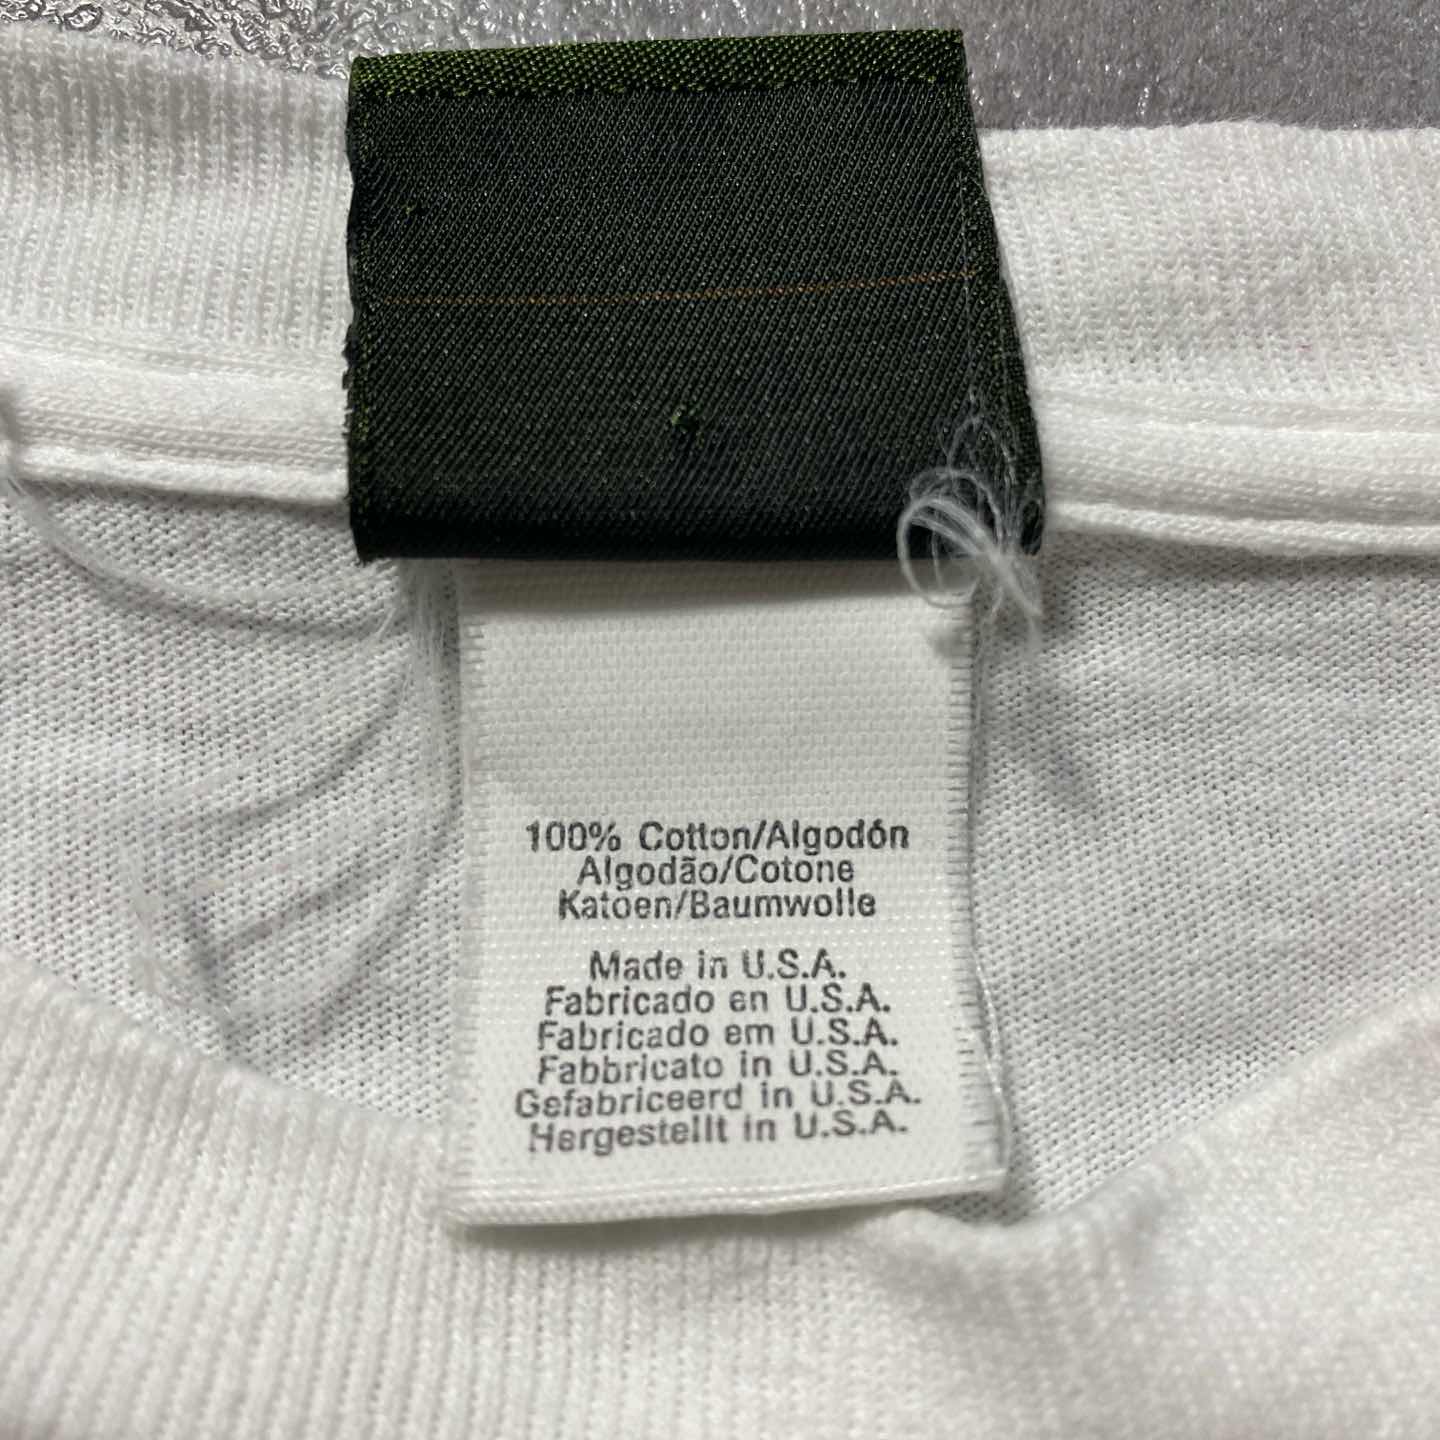 100% Cotton/Algodón
Algodão/Cotone
Katoen/Baumwolle
Made in U.S.A.
Fabricado en U.S.A.
Fabricado em U.S.A.
Fabbricato in U.S.A.
Gefabriceerd in U.S.A.
Hergestellt in U.S.A.